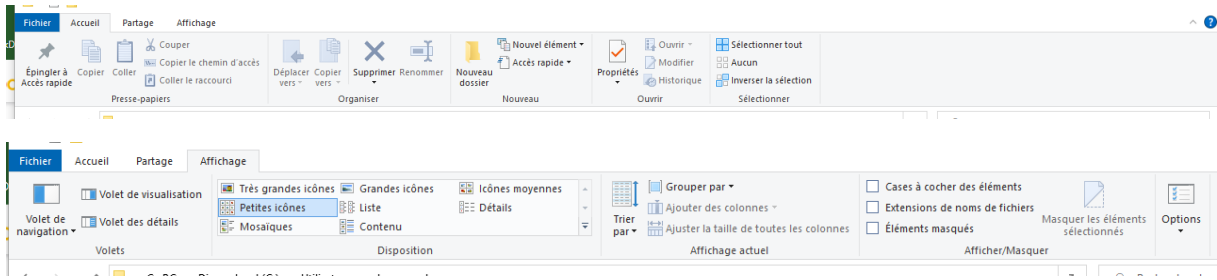 Fichier Accueil Partage Affichage
Épingler à Accès rapide
Copier
Coller
Couper
Copier le chemin d'accès
Coller le raccourci
Presse-papiers
Déplacer vers
Copier vers
Supprimer
Renommer
Organiser
Nouveau dossier
Nouvel élément
Accès rapide
Nouveau
Propriétés
Ouvrir
Modifier
Historique
Ouvrir
Sélectionner tout
Aucun
Inverser la sélection
Sélectionner
Fichier Accueil Partage Affichage
Volet de navigation
Volet de visualisation
Volet des détails
Volets
Très grandes icônes Grandes icônes Icônes moyennes
Petites icônes Liste Détails
Mosaïques Contenu
Disposition
Trier par
Grouper par
Ajouter des colonnes
Ajuster la taille de toutes les colonnes
Affichage actuel
Cases à cocher des éléments
Extensions de noms de fichiers
Éléments masqués
Masquer les éléments sélectionnés
Afficher/Masquer
Options